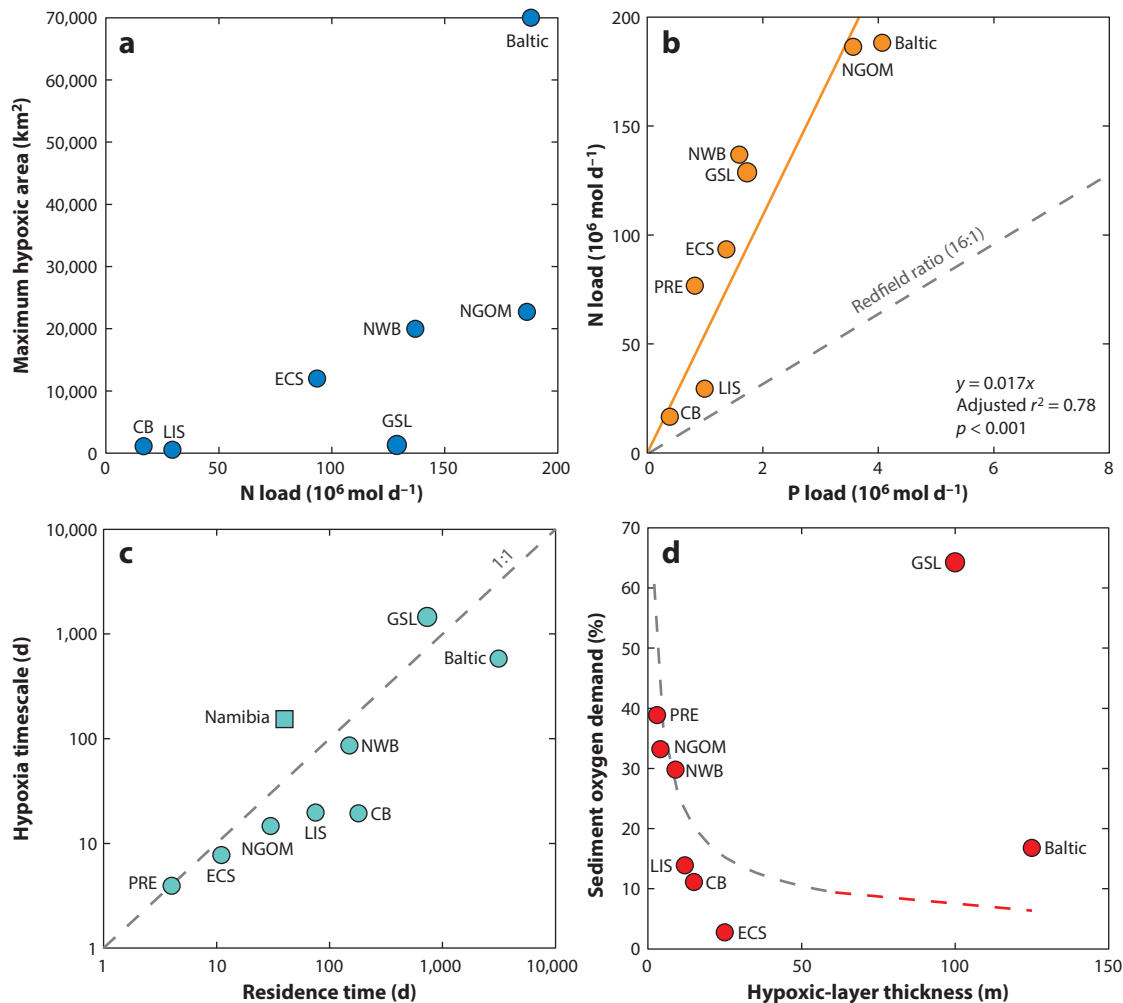 a
70,000
60,000
50,000
40,000
30,000
20,000
10,000
0
Maximum hypoxic area (km²)
Baltic
NGOM
NWB
ECS
GSL
CB
LIS
0
50
100
150
200
N load (10⁶ mol d⁻¹)
b
200
150
100
50
0
N load (10⁶ mol d⁻¹)
Baltic
NGOM
NWB
GSL
ECS
PRE
LIS
CB
Redfield ratio (16:1)
y = 0.017x
Adjusted r² = 0.78
p < 0.001
0
2
4
6
8
P load (10⁶ mol d⁻¹)
c
10,000
1,000
100
10
1
Hypoxia timescale (d)
1:1
GSL
Baltic
Namibia
NWB
CB
LIS
NGOM
ECS
PRE
1
10
100
1,000
10,000
Residence time (d)
d
70
60
50
40
30
20
10
0
Sediment oxygen demand (%)
GSL
PRE
NGOM
NWB
Baltic
LIS
CB
ECS
0
50
100
150
Hypoxic-layer thickness (m)